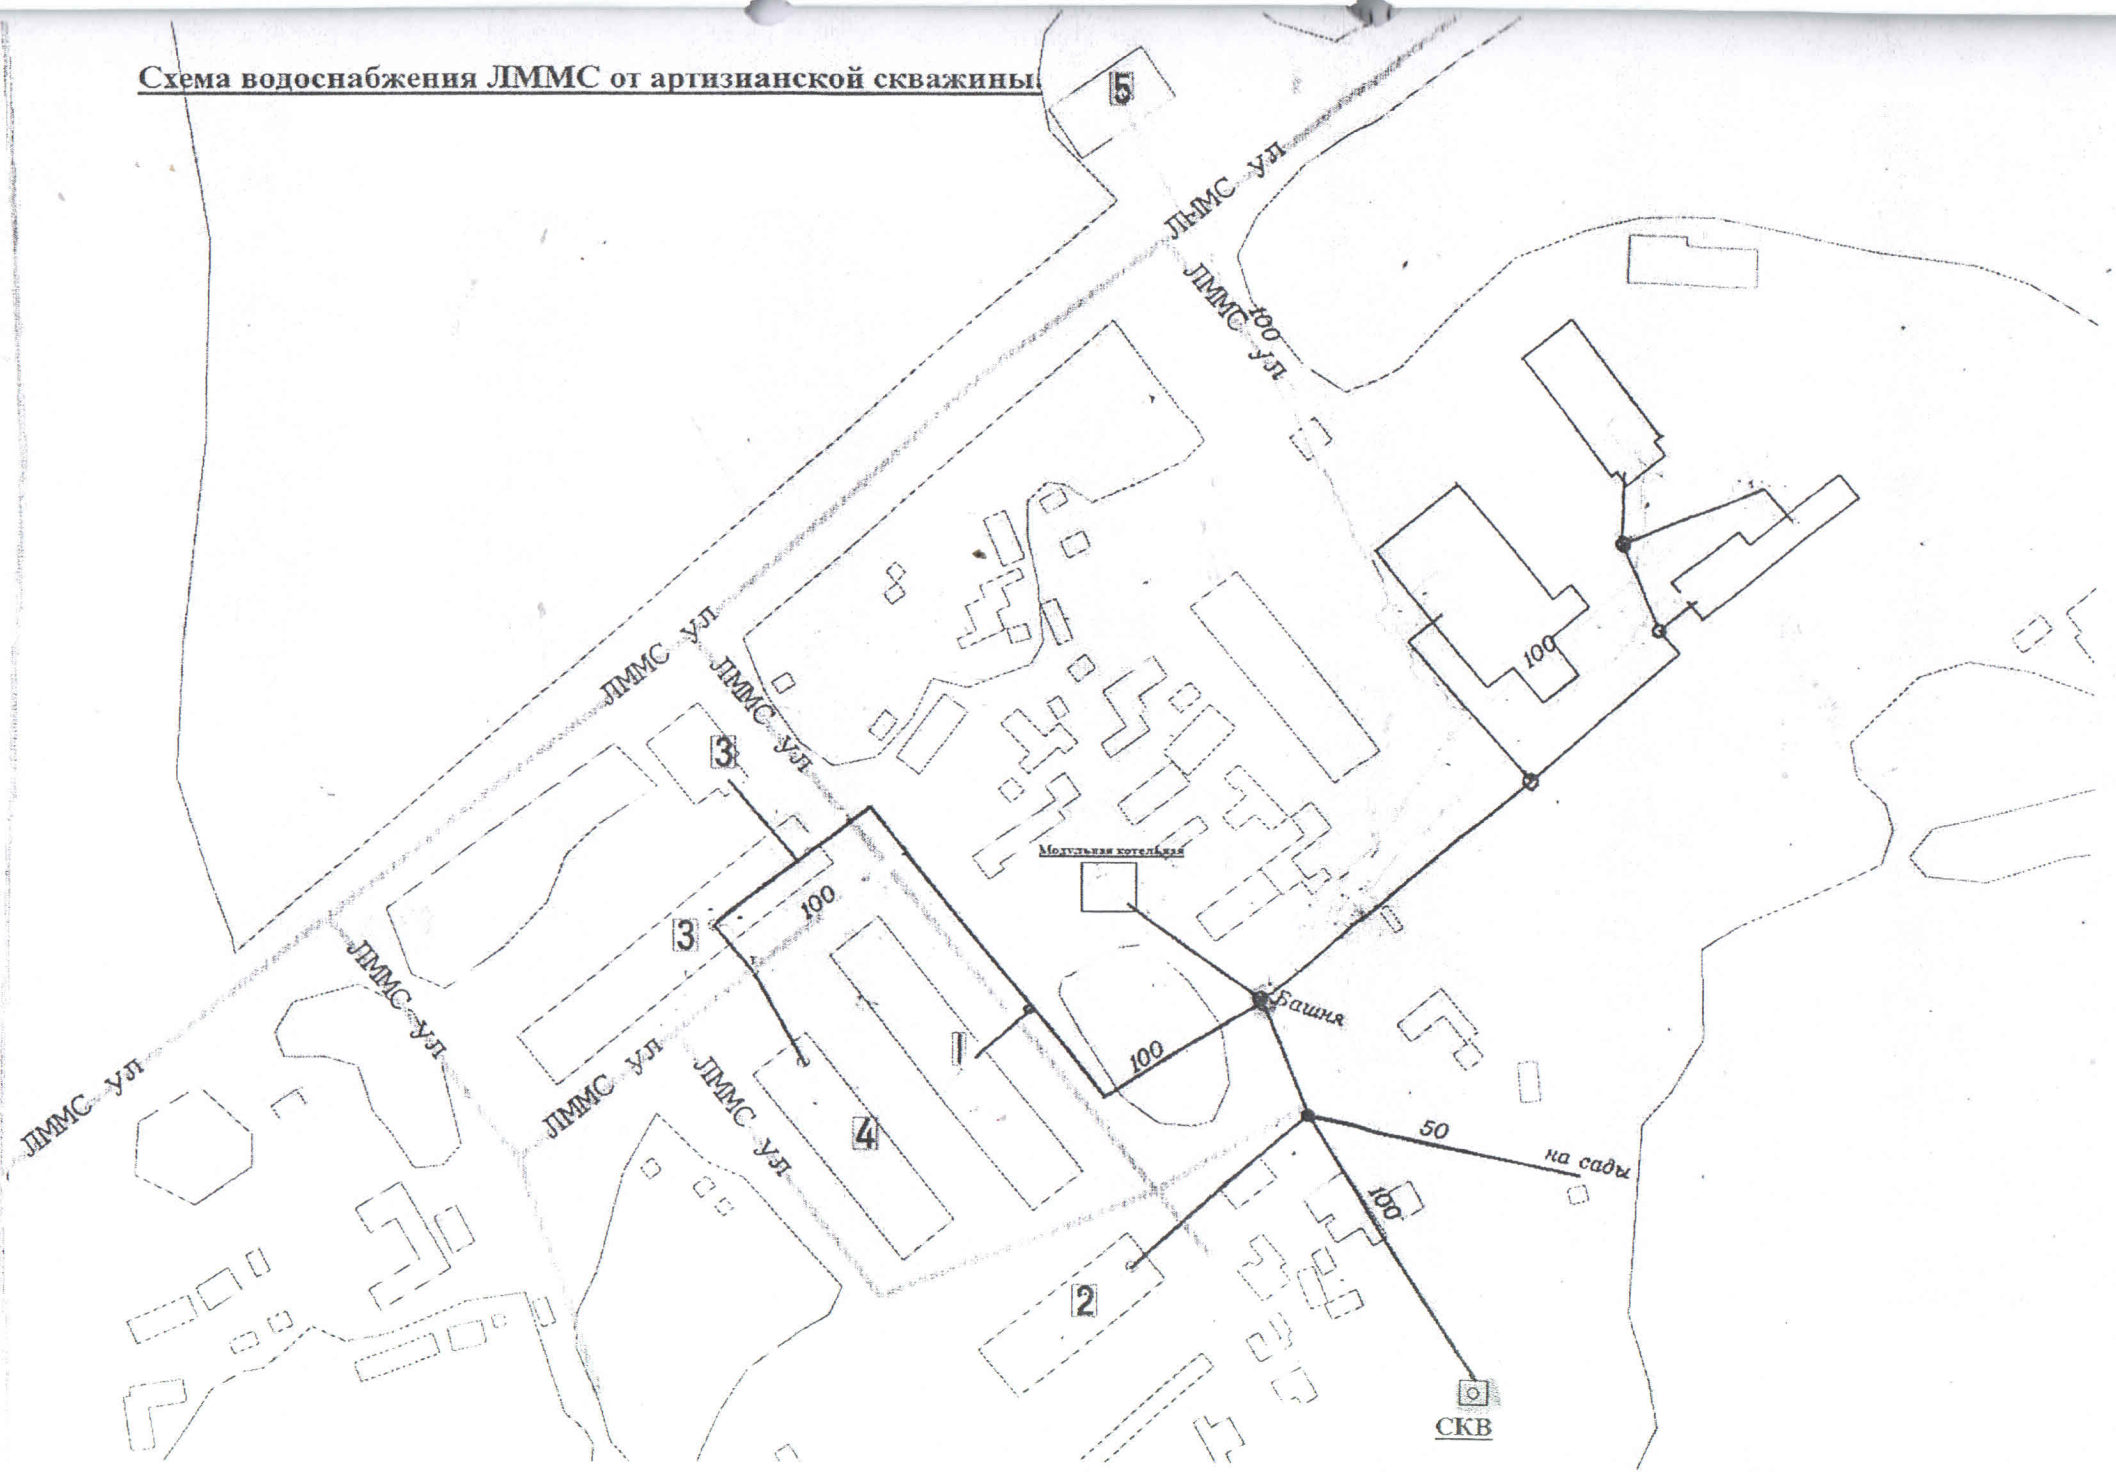 Схема водоснабжения ЛММС от артизианской скважины.
5
ЛММС ул
ЛММС ул
100
ЛММС ул
ЛММС ул
100
3
Модульная котельная
100
3
ЛММС ул
Башня
1
100
ЛММС ул
ЛММС ул
ЛММС ул
4
50
на сады
100
2
СКВ